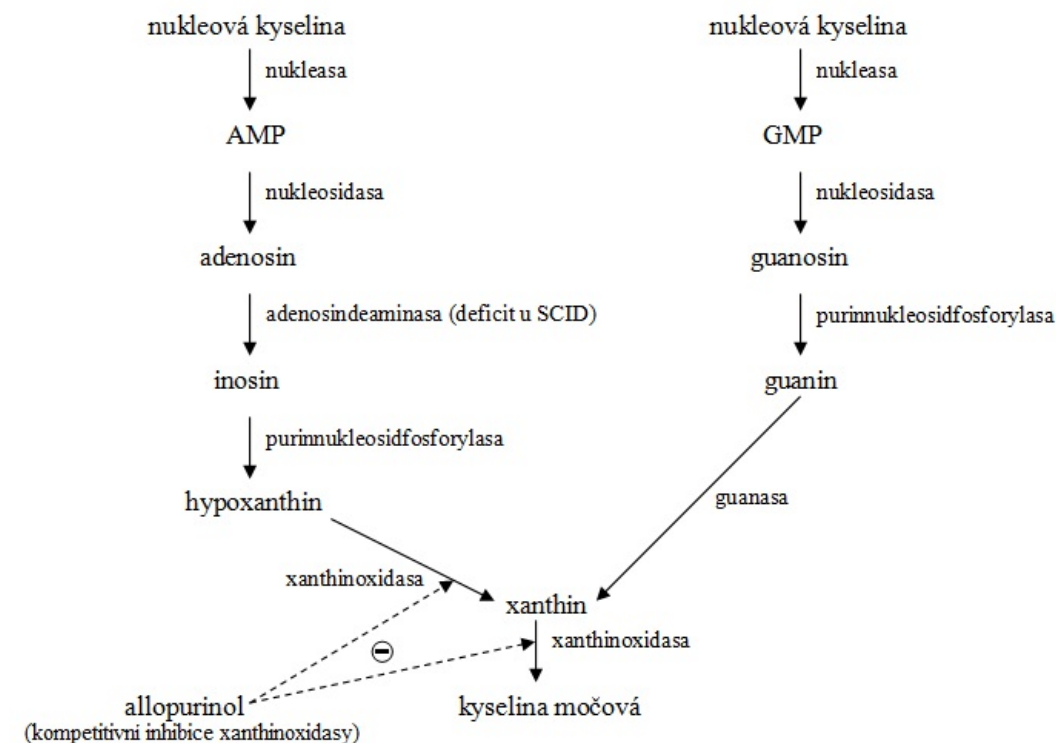 nukleová kyselina
nukleová kyselina
nukleasa
nukleasa
AMP
GMP
nukleosidasa
nukleosidasa
adenosin
guanosin
adenosindeaminasa (deficit u SCID)
purinnukleosidfosforylasa
inosin
guanin
purinnukleosidfosforylasa
hypoxanthin
guanasa
xanthinoxidasa
xanthin
xanthinoxidasa
allopurinol
kyselina močová
(kompetitivni inhibice xanthinoxidasy)